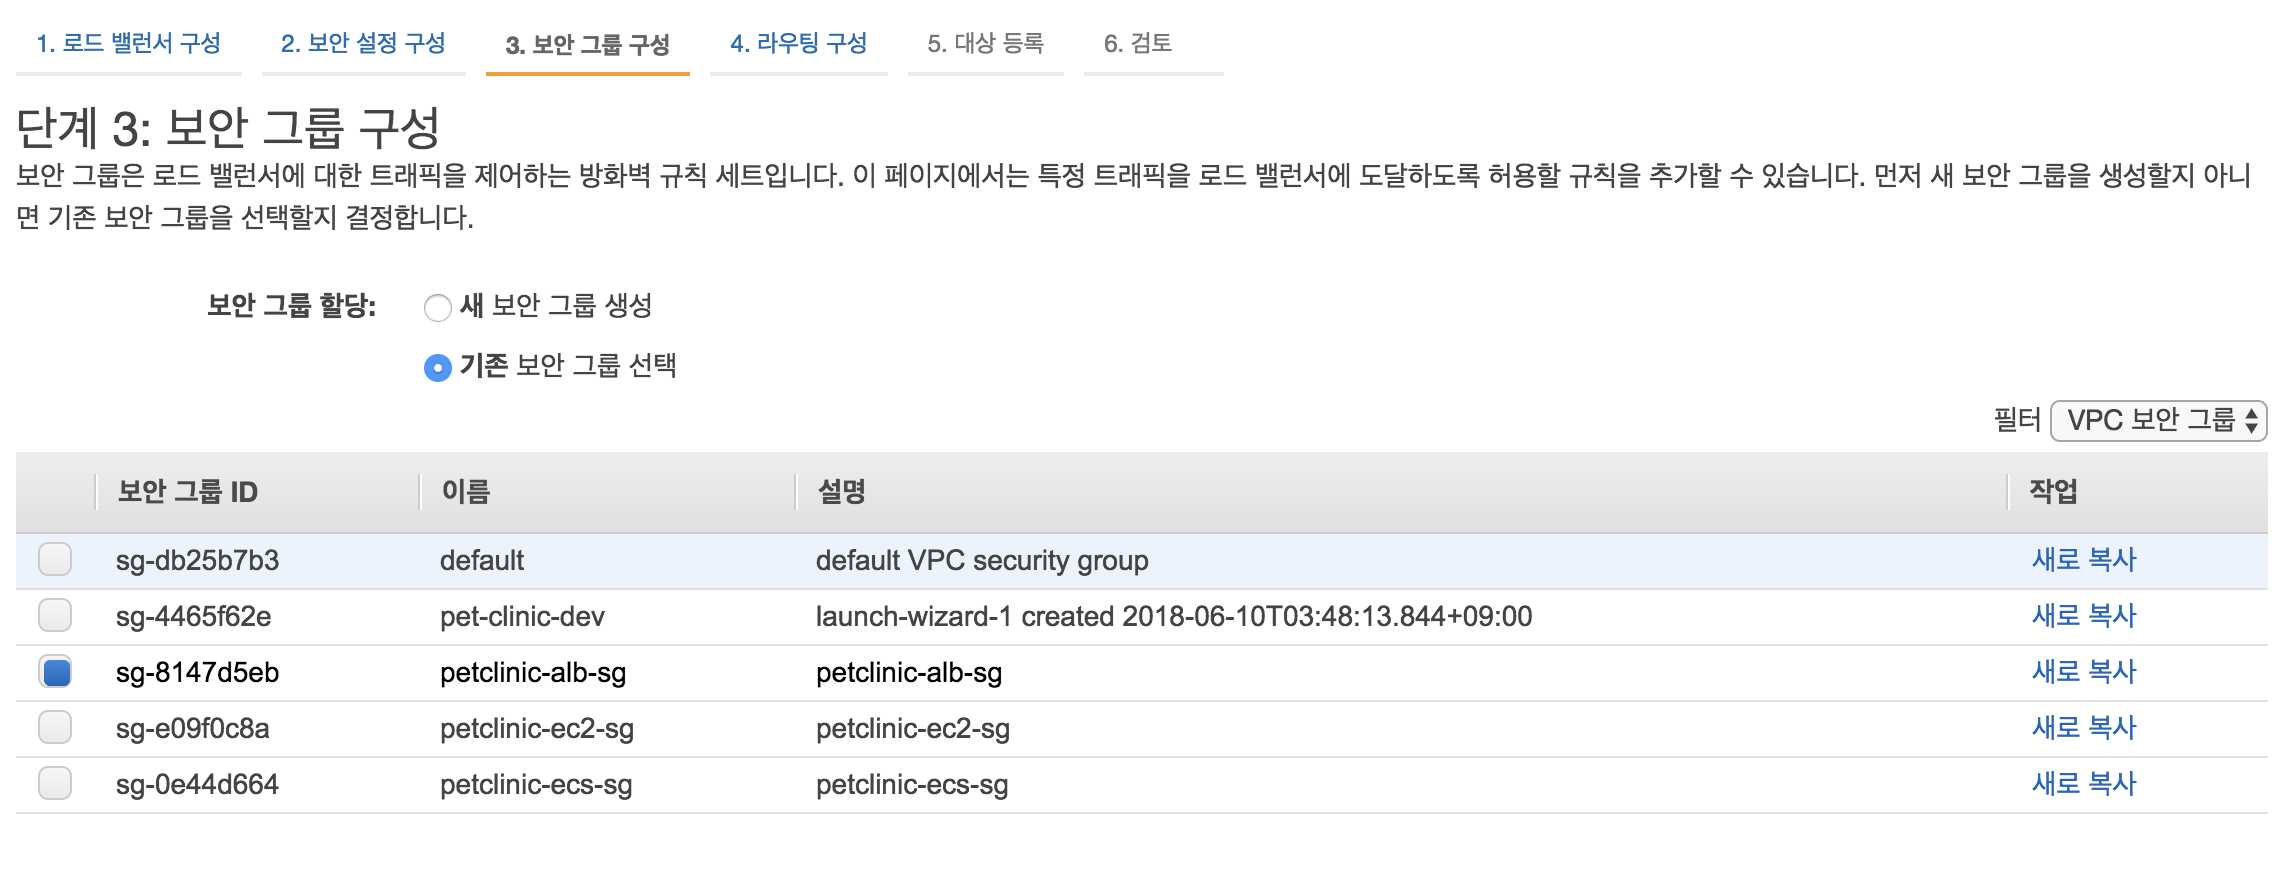 1. 로드 밸런서 구성 2. 보안 설정 구성 3. 보안 그룹 구성 4. 라우팅 구성 5. 대상 등록 6. 검토
단계 3: 보안 그룹 구성
보안 그룹은 로드 밸런서에 대한 트래픽을 제어하는 방화벽 규칙 세트입니다. 이 페이지에서는 특정 트래픽을 로드 밸런서에 도달하도록 허용할 규칙을 추가할 수 있습니다. 먼저 새 보안 그룹을 생성할지 아니
면 기존 보안 그룹을 선택할지 결정합니다.
보안 그룹 할당: 새 보안 그룹 생성
기존 보안 그룹 선택
필터 VPC 보안 그룹
보안 그룹 ID 이름 설명 작업
sg-db25b7b3 default default VPC security group 새로 복사
sg-4465f62e pet-clinic-dev launch-wizard-1 created 2018-06-10T03:48:13.844+09:00 새로 복사
sg-8147d5eb petclinic-alb-sg petclinic-alb-sg 새로 복사
sg-e09f0c8a petclinic-ec2-sg petclinic-ec2-sg 새로 복사
sg-0e44d664 petclinic-ecs-sg petclinic-ecs-sg 새로 복사